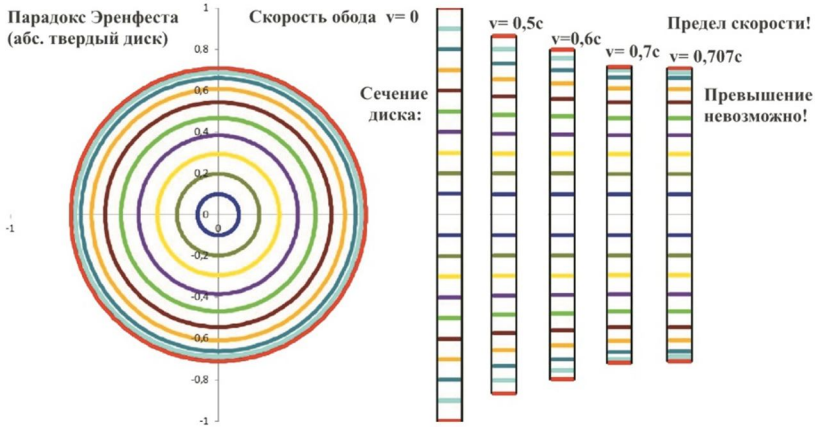 Парадокс Эренфеста
(абс. твердый диск)
Скорость обода v= 0
v= 0,5c
v=0,6c
v= 0,7c
Предел скорости!
v= 0,707c
Сечение
диска:
Превышение
невозможно!
1
0,8
0,6
0,4
0,2
0
-0,2
-0,4
-0,6
-0,8
-1
-1
0